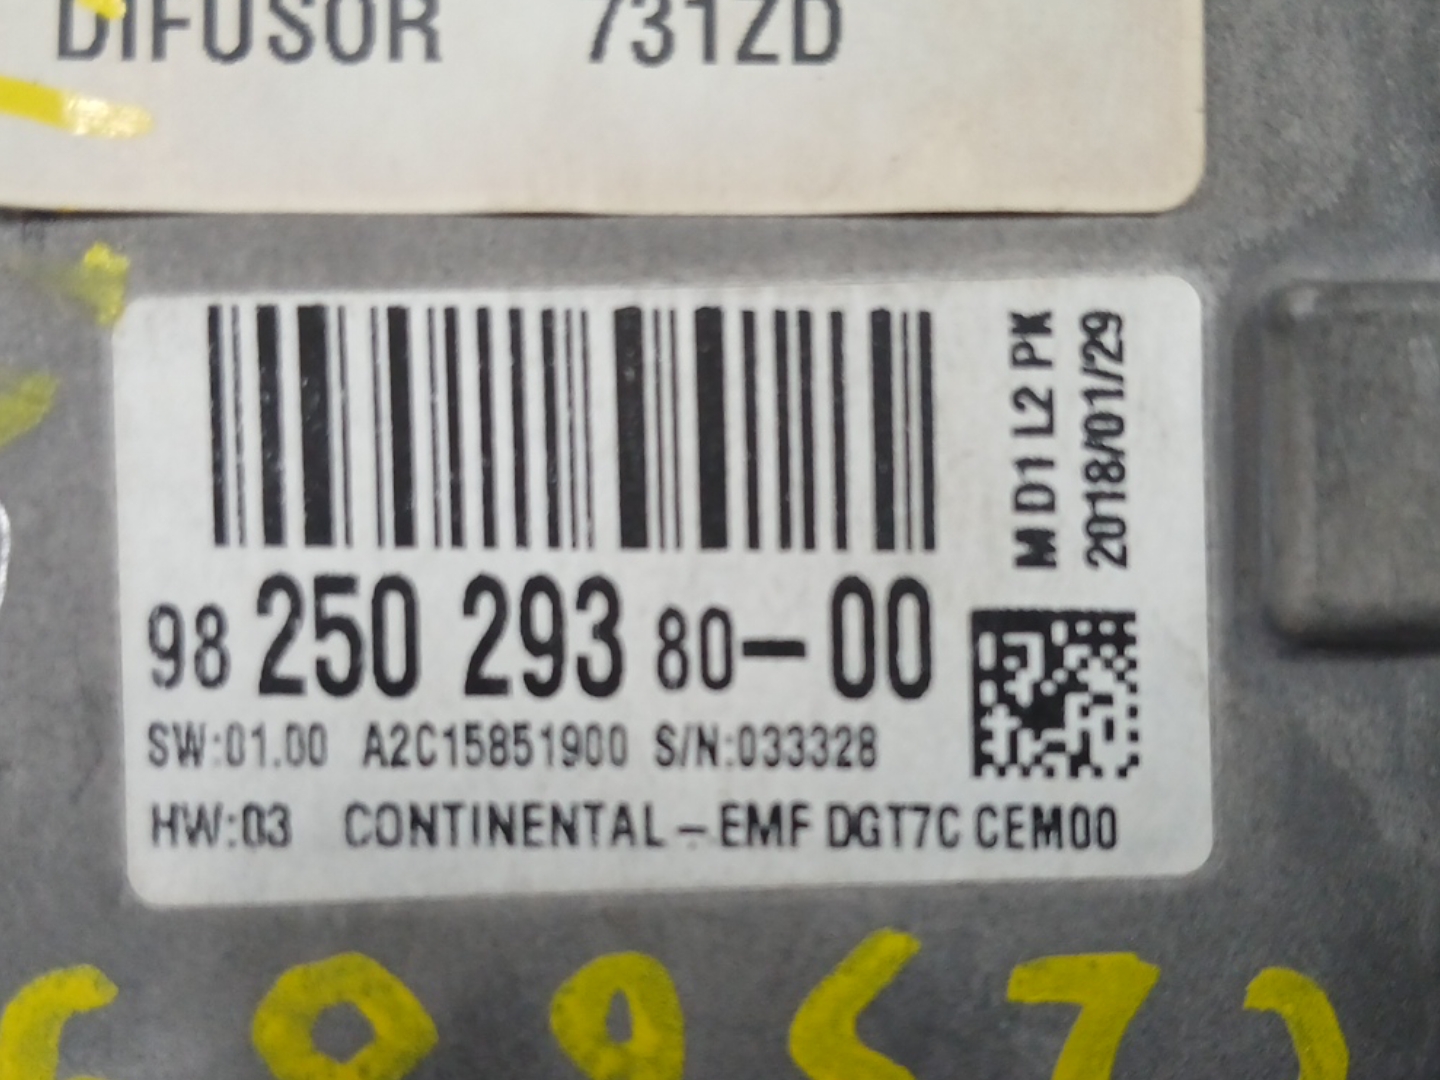 DIFUSOR 731ZD
MD1 L2 PK
2018/01/29
98 250 293 80-00
SW:01.00 A2C15851900 S/N:033328
HW:03 CONTINENTAL-EMF DGT7C CEM00